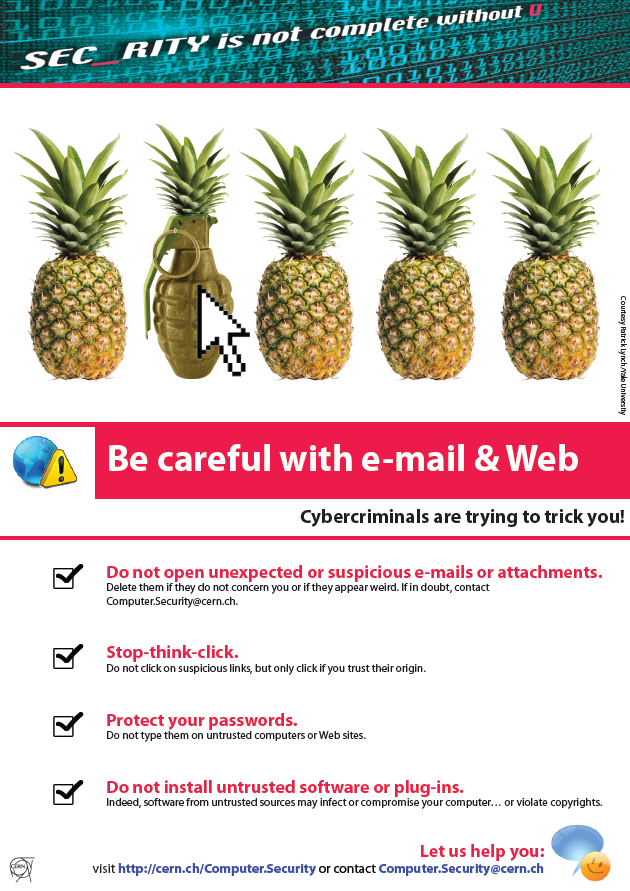 SEC_RITY is not complete without U
Courtesy Patrick Lynch/Yale University
Be careful with e-mail & Web
Cybercriminals are trying to trick you!
Do not open unexpected or suspicious e-mails or attachments.
Delete them if they do not concern you or if they appear weird. If in doubt, contact
Computer.Security@cern.ch.
Stop-think-click.
Do not click on suspicious links, but only click if you trust their origin.
Protect your passwords.
Do not type them on untrusted computers or Web sites.
Do not install untrusted software or plug-ins.
Indeed, software from untrusted sources may infect or compromise your computer… or violate copyrights.
Let us help you:
CERN
visit http://cern.ch/Computer.Security or contact Computer.Security@cern.ch